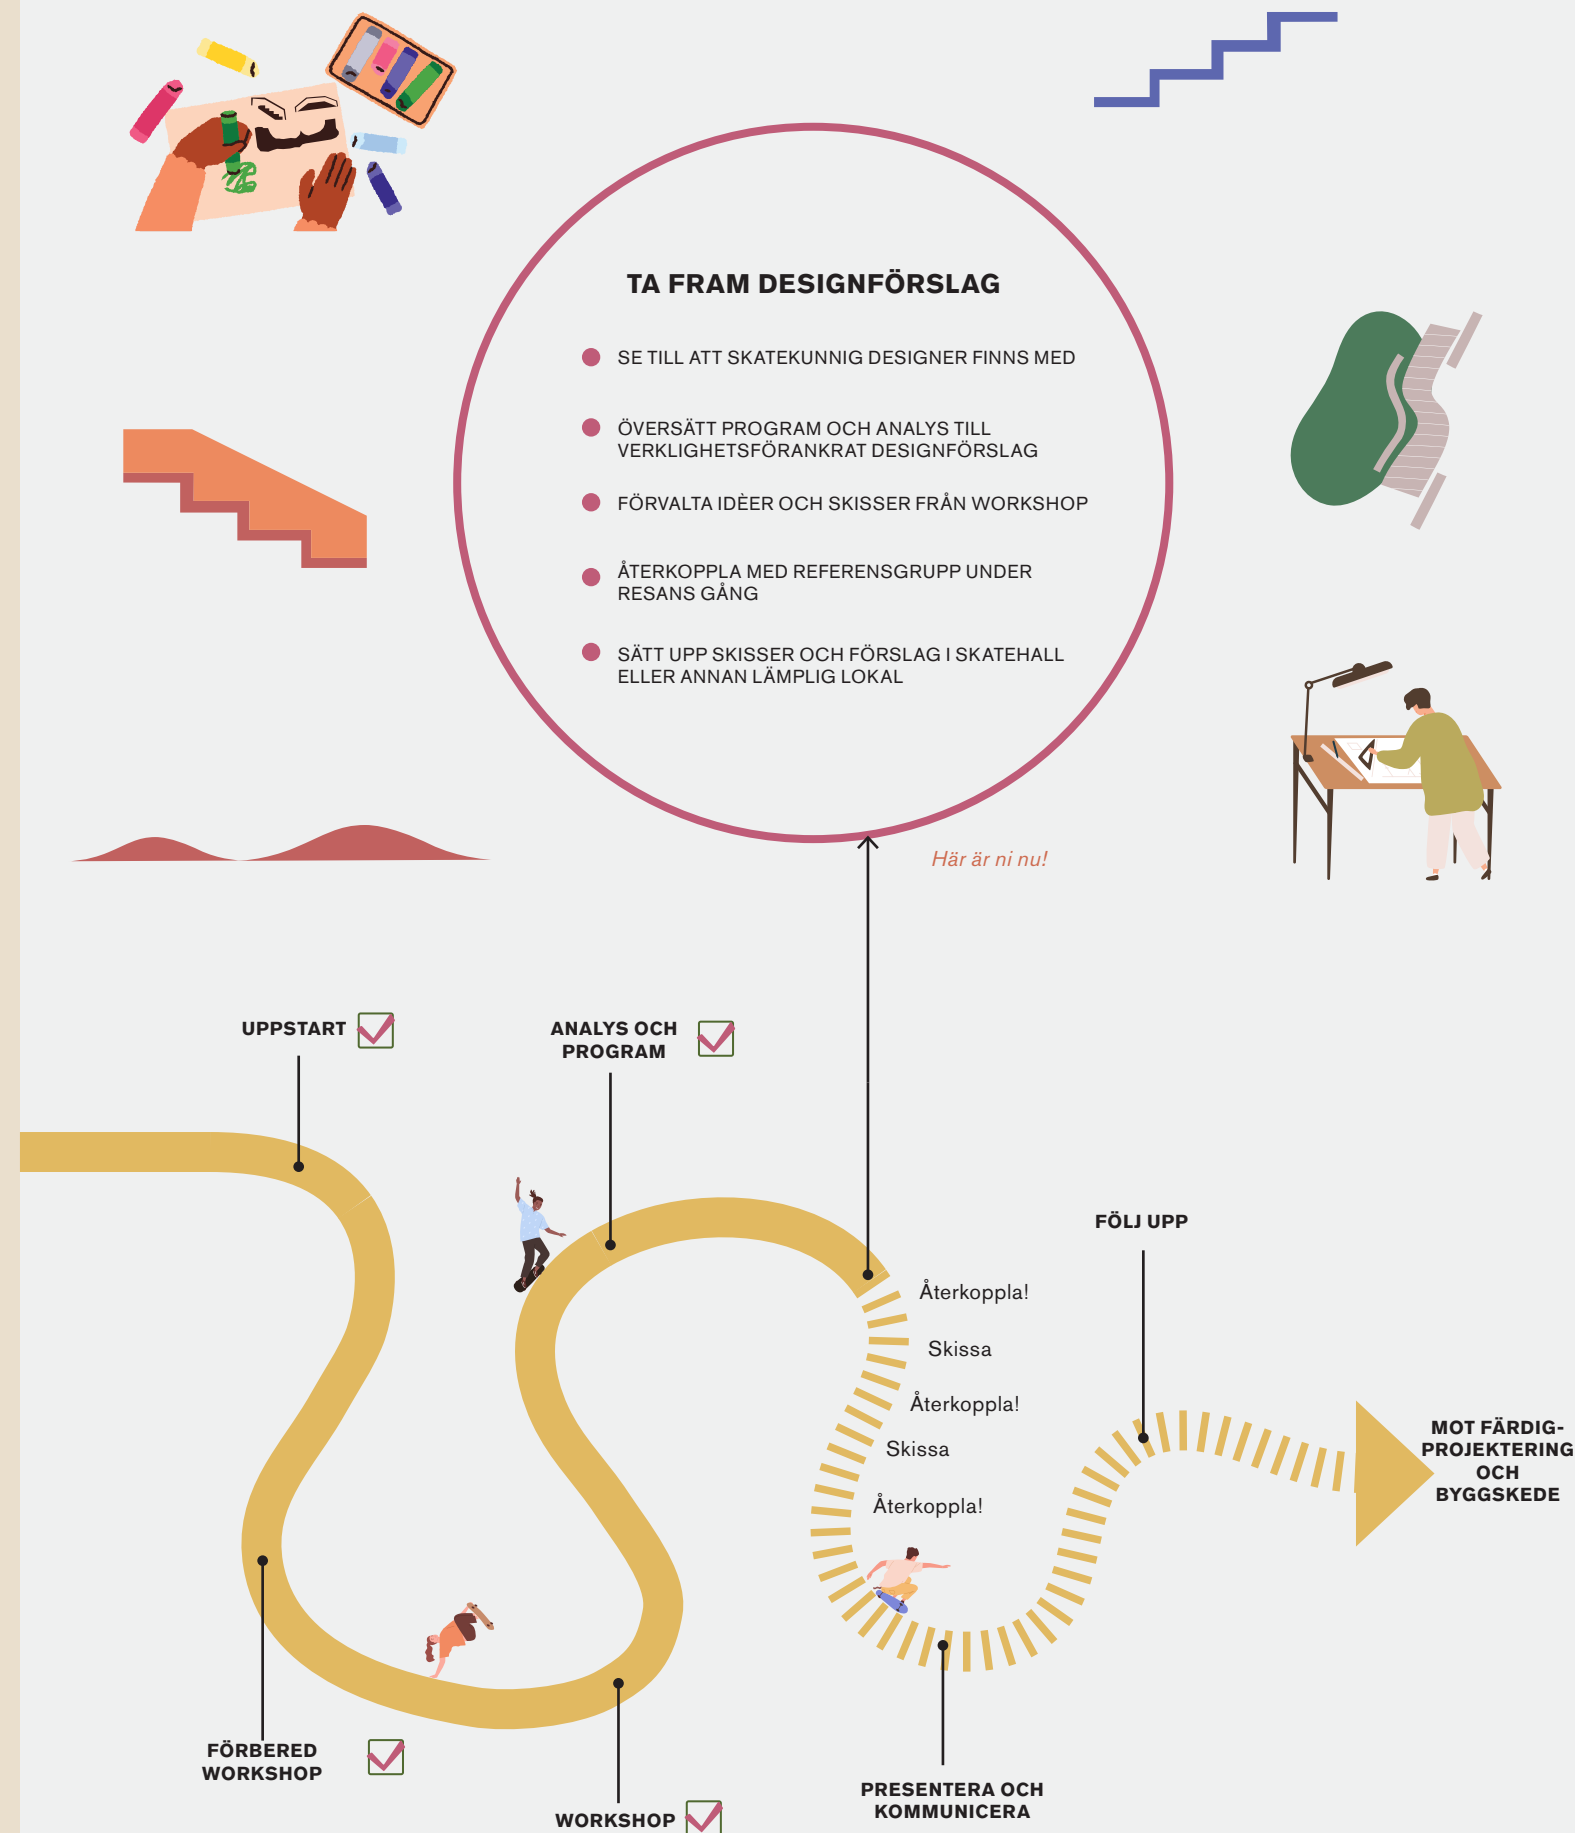 TA FRAM DESIGNFÖRSLAG
SE TILL ATT SKATEKUNNIG DESIGNER FINNS MED
ÖVERSÄTT PROGRAM OCH ANALYS TILL
VERKLIGHETSFÖRANKRAT DESIGNFÖRSLAG
FÖRVALTA IDÈER OCH SKISSER FRÅN WORKSHOP
ÅTERKOPPLA MED REFERENSGRUPP UNDER
RESANS GÅNG
SÄTT UPP SKISSER OCH FÖRSLAG I SKATEHALL
ELLER ANNAN LÄMPLIG LOKAL
Här är ni nu!
UPPSTART
ANALYS OCH
PROGRAM
FÖLJ UPP
Återkoppla!
Skissa
Återkoppla!
Skissa
Återkoppla!
MOT FÄRDIG-
PROJEKTERING
OCH
BYGGSKEDE
FÖRBERED
WORKSHOP
WORKSHOP
PRESENTERA OCH
KOMMUNICERA